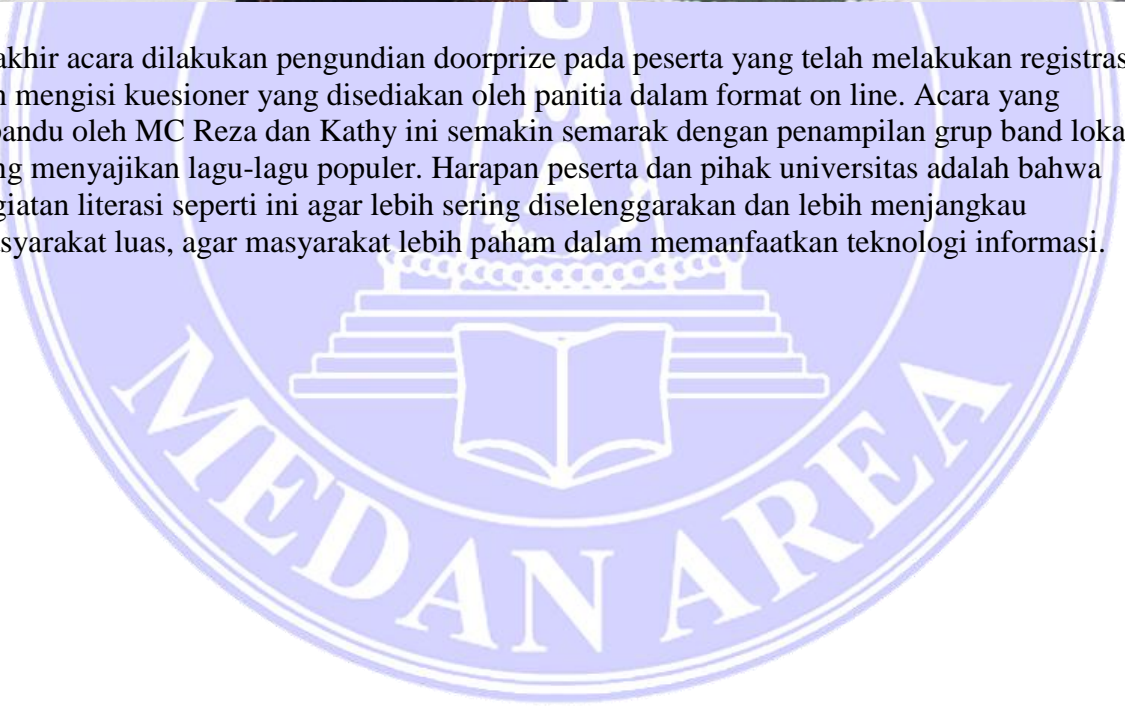 akhir acara dilakukan pengundian doorprize pada peserta yang telah melakukan registras
n mengisi kuesioner yang disediakan oleh panitia dalam format on line. Acara yang
pandu oleh MC Reza dan Kathy ini semakin semarak dengan penampilan grup band loka
ng menyajikan lagu-lagu populer. Harapan peserta dan pihak universitas adalah bahwa
giatan literasi seperti ini agar lebih sering diselenggarakan dan lebih menjangkau
syarakat luas, agar masyarakat lebih paham dalam memanfaatkan teknologi informasi.
U
M
A
MEDAN AREA